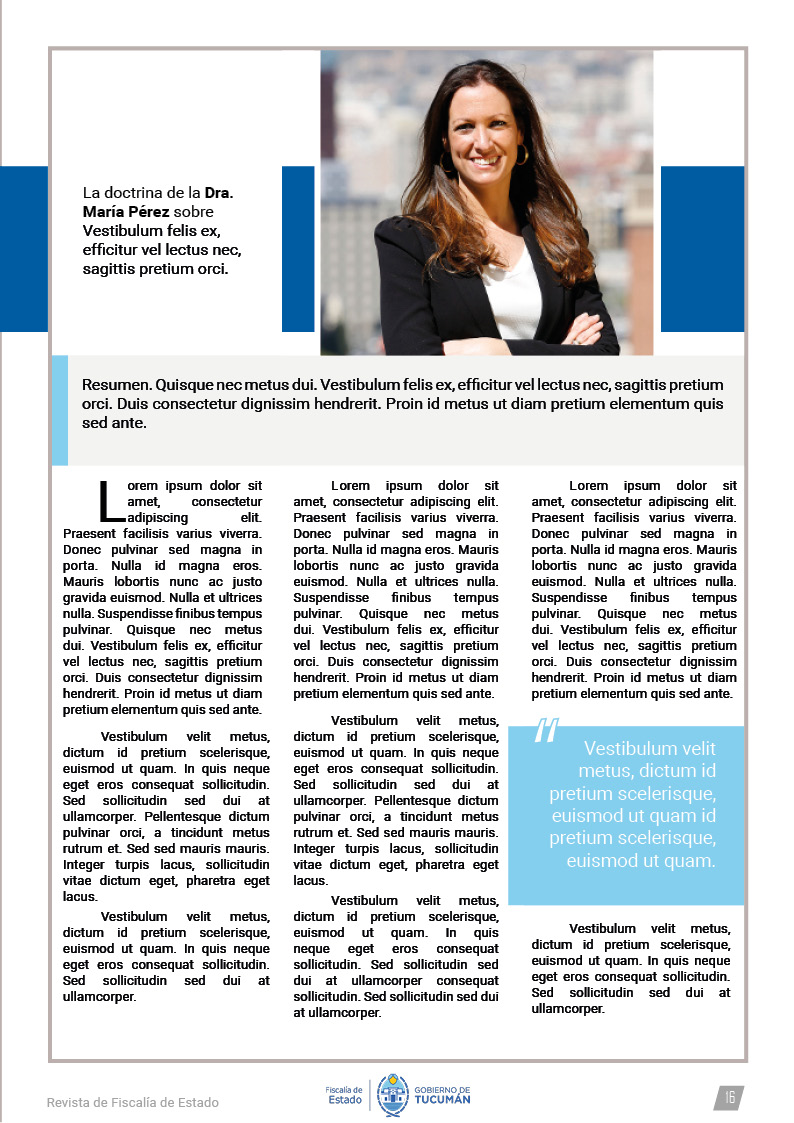 La doctrina de la Dra.
María Pérez sobre
Vestibulum felis ex,
efficitur vel lectus nec,
sagittis pretium orci.
Resumen. Quisque nec metus dui. Vestibulum felis ex, efficitur vel lectus nec, sagittis pretium
orci. Duis consectetur dignissim hendrerit. Proin id metus ut diam pretium elementum quis
sed ante.
Lorem ipsum dolor sit
amet, consectetur
adipiscing elit.
Praesent facilisis varius viverra.
Donec pulvinar sed magna in
porta. Nulla id magna eros.
Mauris lobortis nunc ac justo
gravida euismod. Nulla et ultrices
nulla. Suspendisse finibus tempus
pulvinar. Quisque nec metus
dui. Vestibulum felis ex, efficitur
vel lectus nec, sagittis pretium
orci. Duis consectetur dignissim
hendrerit. Proin id metus ut diam
pretium elementum quis sed ante.
Vestibulum velit metus,
dictum id pretium scelerisque,
euismod ut quam. In quis neque
eget eros consequat sollicitudin.
Sed sollicitudin sed dui at
ullamcorper. Pellentesque dictum
pulvinar orci, a tincidunt metus
rutrum et. Sed sed mauris mauris.
Integer turpis lacus, sollicitudin
vitae dictum eget, pharetra eget
lacus.
Vestibulum velit metus,
dictum id pretium scelerisque,
euismod ut quam. In quis neque
eget eros consequat sollicitudin.
Sed sollicitudin sed dui at
ullamcorper.
Lorem ipsum dolor sit
amet, consectetur adipiscing elit.
Praesent facilisis varius viverra.
Donec pulvinar sed magna in
porta. Nulla id magna eros. Mauris
lobortis nunc ac justo gravida
euismod. Nulla et ultrices nulla.
Suspendisse finibus tempus
pulvinar. Quisque nec metus
dui. Vestibulum felis ex, efficitur
vel lectus nec, sagittis pretium
orci. Duis consectetur dignissim
hendrerit. Proin id metus ut diam
pretium elementum quis sed ante.
Vestibulum velit metus,
dictum id pretium scelerisque,
euismod ut quam. In quis neque
eget eros consequat sollicitudin.
Sed sollicitudin sed dui at
ullamcorper. Pellentesque dictum
pulvinar orci, a tincidunt metus
rutrum et. Sed sed mauris mauris.
Integer turpis lacus, sollicitudin
vitae dictum eget, pharetra eget
lacus.
Vestibulum velit metus,
dictum id pretium scelerisque,
euismod ut quam. In quis
neque eget eros consequat
sollicitudin. Sed sollicitudin sed
dui at ullamcorper consequat
sollicitudin. Sed sollicitudin sed dui
at ullamcorper.
Lorem ipsum dolor sit
amet, consectetur adipiscing elit.
Praesent facilisis varius viverra.
Donec pulvinar sed magna in
porta. Nulla id magna eros. Mauris
lobortis nunc ac justo gravida
euismod. Nulla et ultrices nulla.
Suspendisse finibus tempus
pulvinar. Quisque nec metus
dui. Vestibulum felis ex, efficitur
vel lectus nec, sagittis pretium
orci. Duis consectetur dignissim
hendrerit. Proin id metus ut diam
pretium elementum quis sed ante.
“ Vestibulum velit
metus, dictum id
pretium scelerisque,
euismod ut quam id
pretium scelerisque,
euismod ut quam.
Vestibulum velit metus,
dictum id pretium scelerisque,
euismod ut quam. In quis neque
eget eros consequat sollicitudin.
Sed sollicitudin sed dui at
ullamcorper.
Revista de Fiscalía de Estado
Fiscalía de
Estado
GOBIERNO DE
TUCUMÁN
16